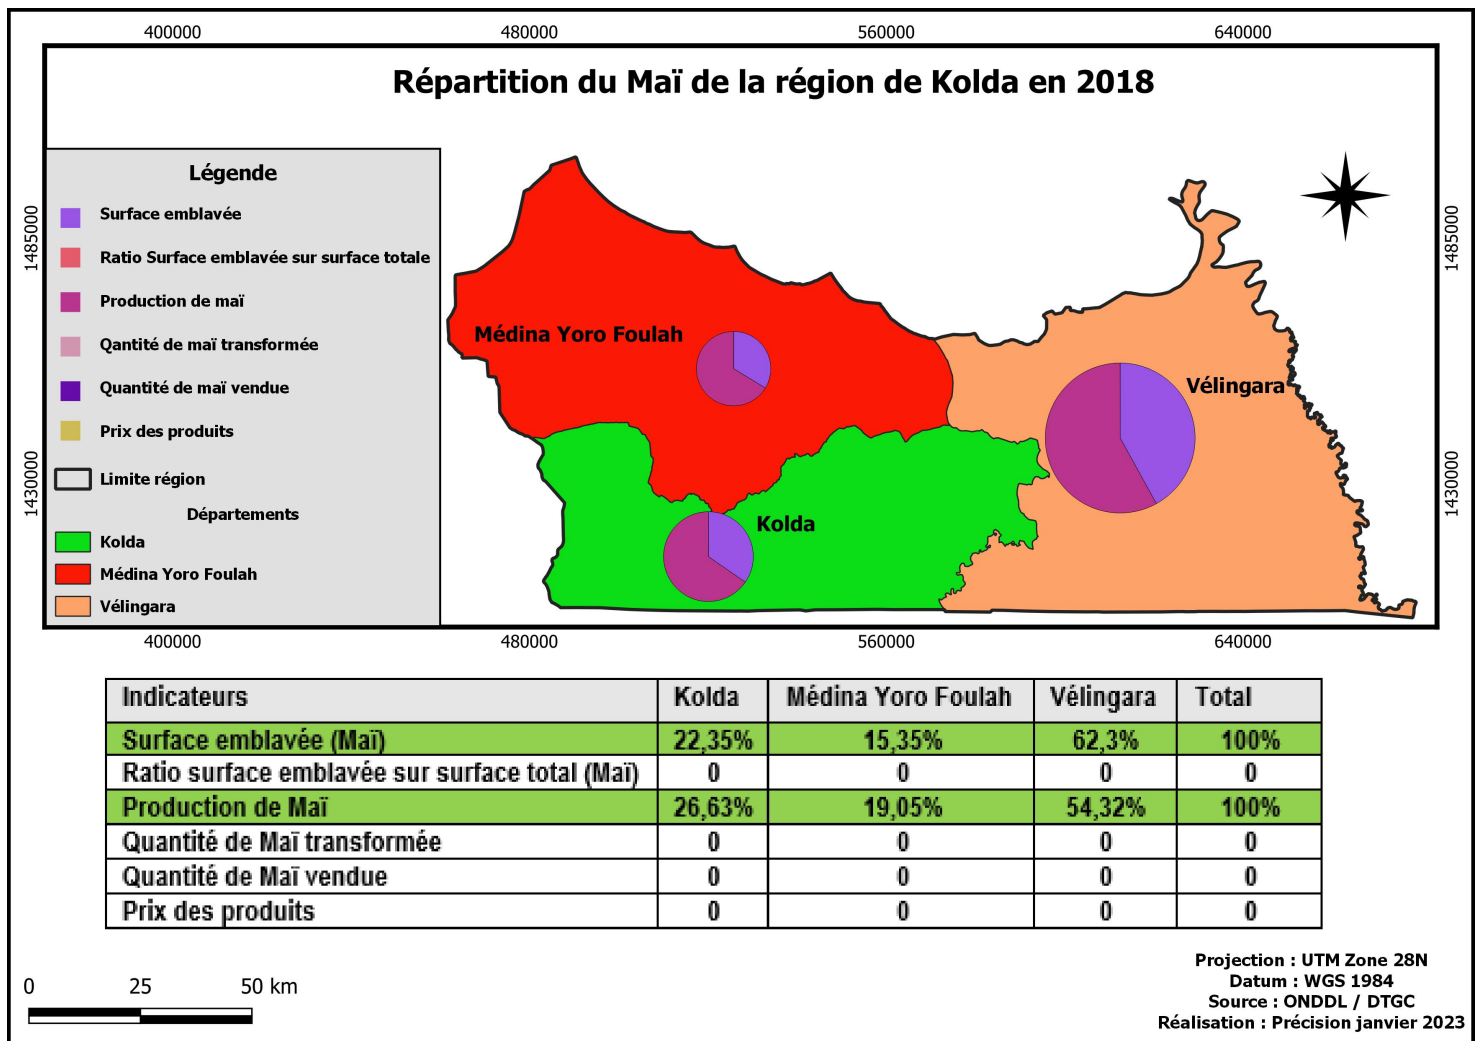 400000 480000 560000 640000
Répartition du Maï de la région de Kolda en 2018
Légende
Surface emblavée
Ratio Surface emblavée sur surface totale
Production de maï
Qantité de maï transformée
Quantité de maï vendue
Prix des produits
Limite région
Départements
Kolda
Médina Yoro Foulah
Vélingara
1485000
1430000
Médina Yoro Foulah
Vélingara
Kolda
1485000
1430000
400000 480000 560000 640000
Indicateurs Kolda Médina Yoro Foulah Vélingara Total
Surface emblavée (Maï) 22,35% 15,35% 62,3% 100%
Ratio surface emblavée sur surface total (Maï) 0 0 0 0
Production de Maï 26,63% 19,05% 54,32% 100%
Quantité de Maï transformée 0 0 0 0
Quantité de Maï vendue 0 0 0 0
Prix des produits 0 0 0 0
0 25 50 km
Projection : UTM Zone 28N
Datum : WGS 1984
Source : ONDDL / DTGC
Réalisation : Précision janvier 2023